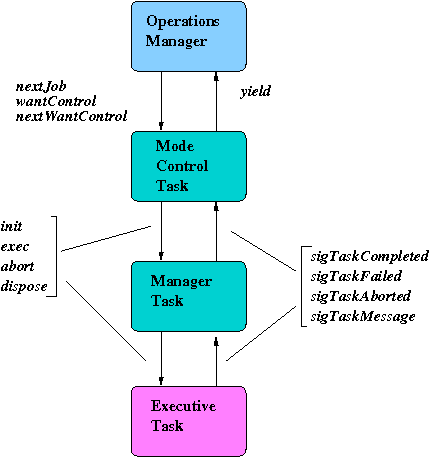 Operations
Manager
nextJob
wantControl
nextWantControl
yield
Mode
Control
Task
init
exec
abort
dispose
sigTaskCompleted
sigTaskFailed
sigTaskAborted
sigTaskMessage
Manager
Task
Executive
Task